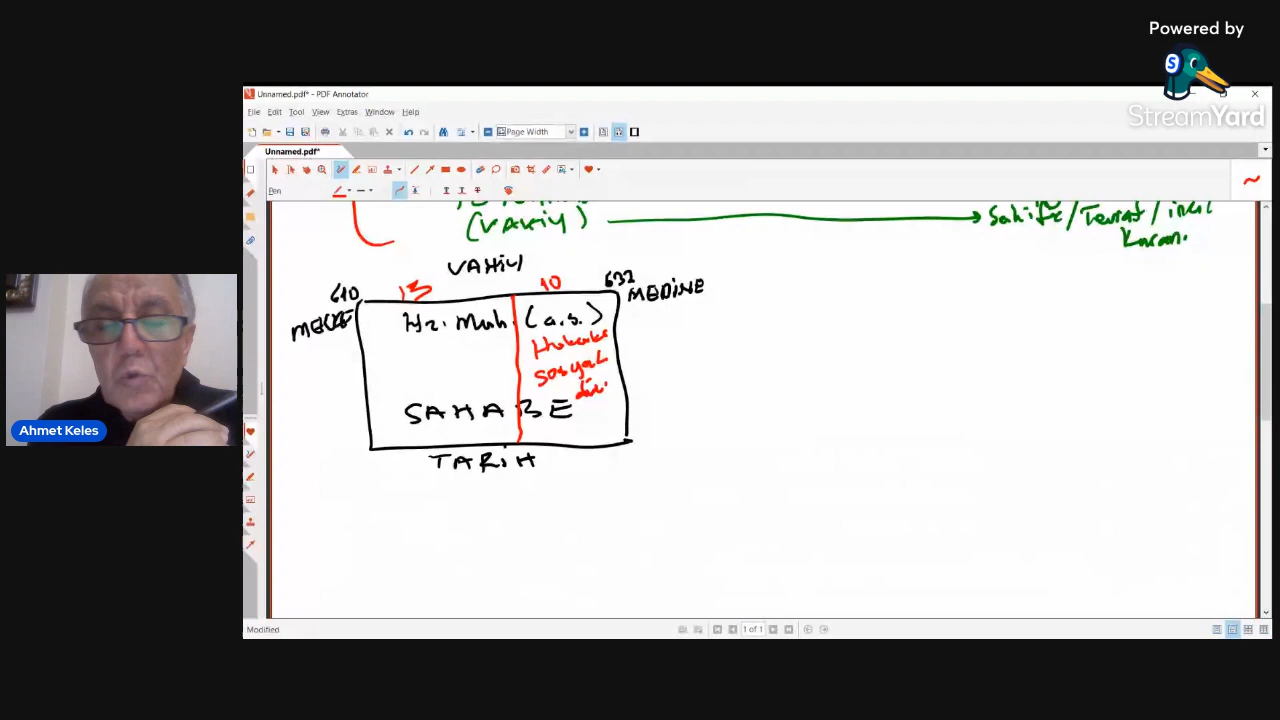 Powered by
StreamYard
Unnamed.pdf* - PDF Annotator
File Edit Tool View Extras Window Help
Page Width
Unnamed.pdf*
Pen
(VAHiy)
Sahife/Tevrat/incil
Kuran.
VAHiy
610
13
10
632
MEKKE
MEDiNE
Hz. Muh. (a.s.)
Hukuk
sosyal
SAHABE
TARiH
Ahmet Keles
Modified
1 of 1